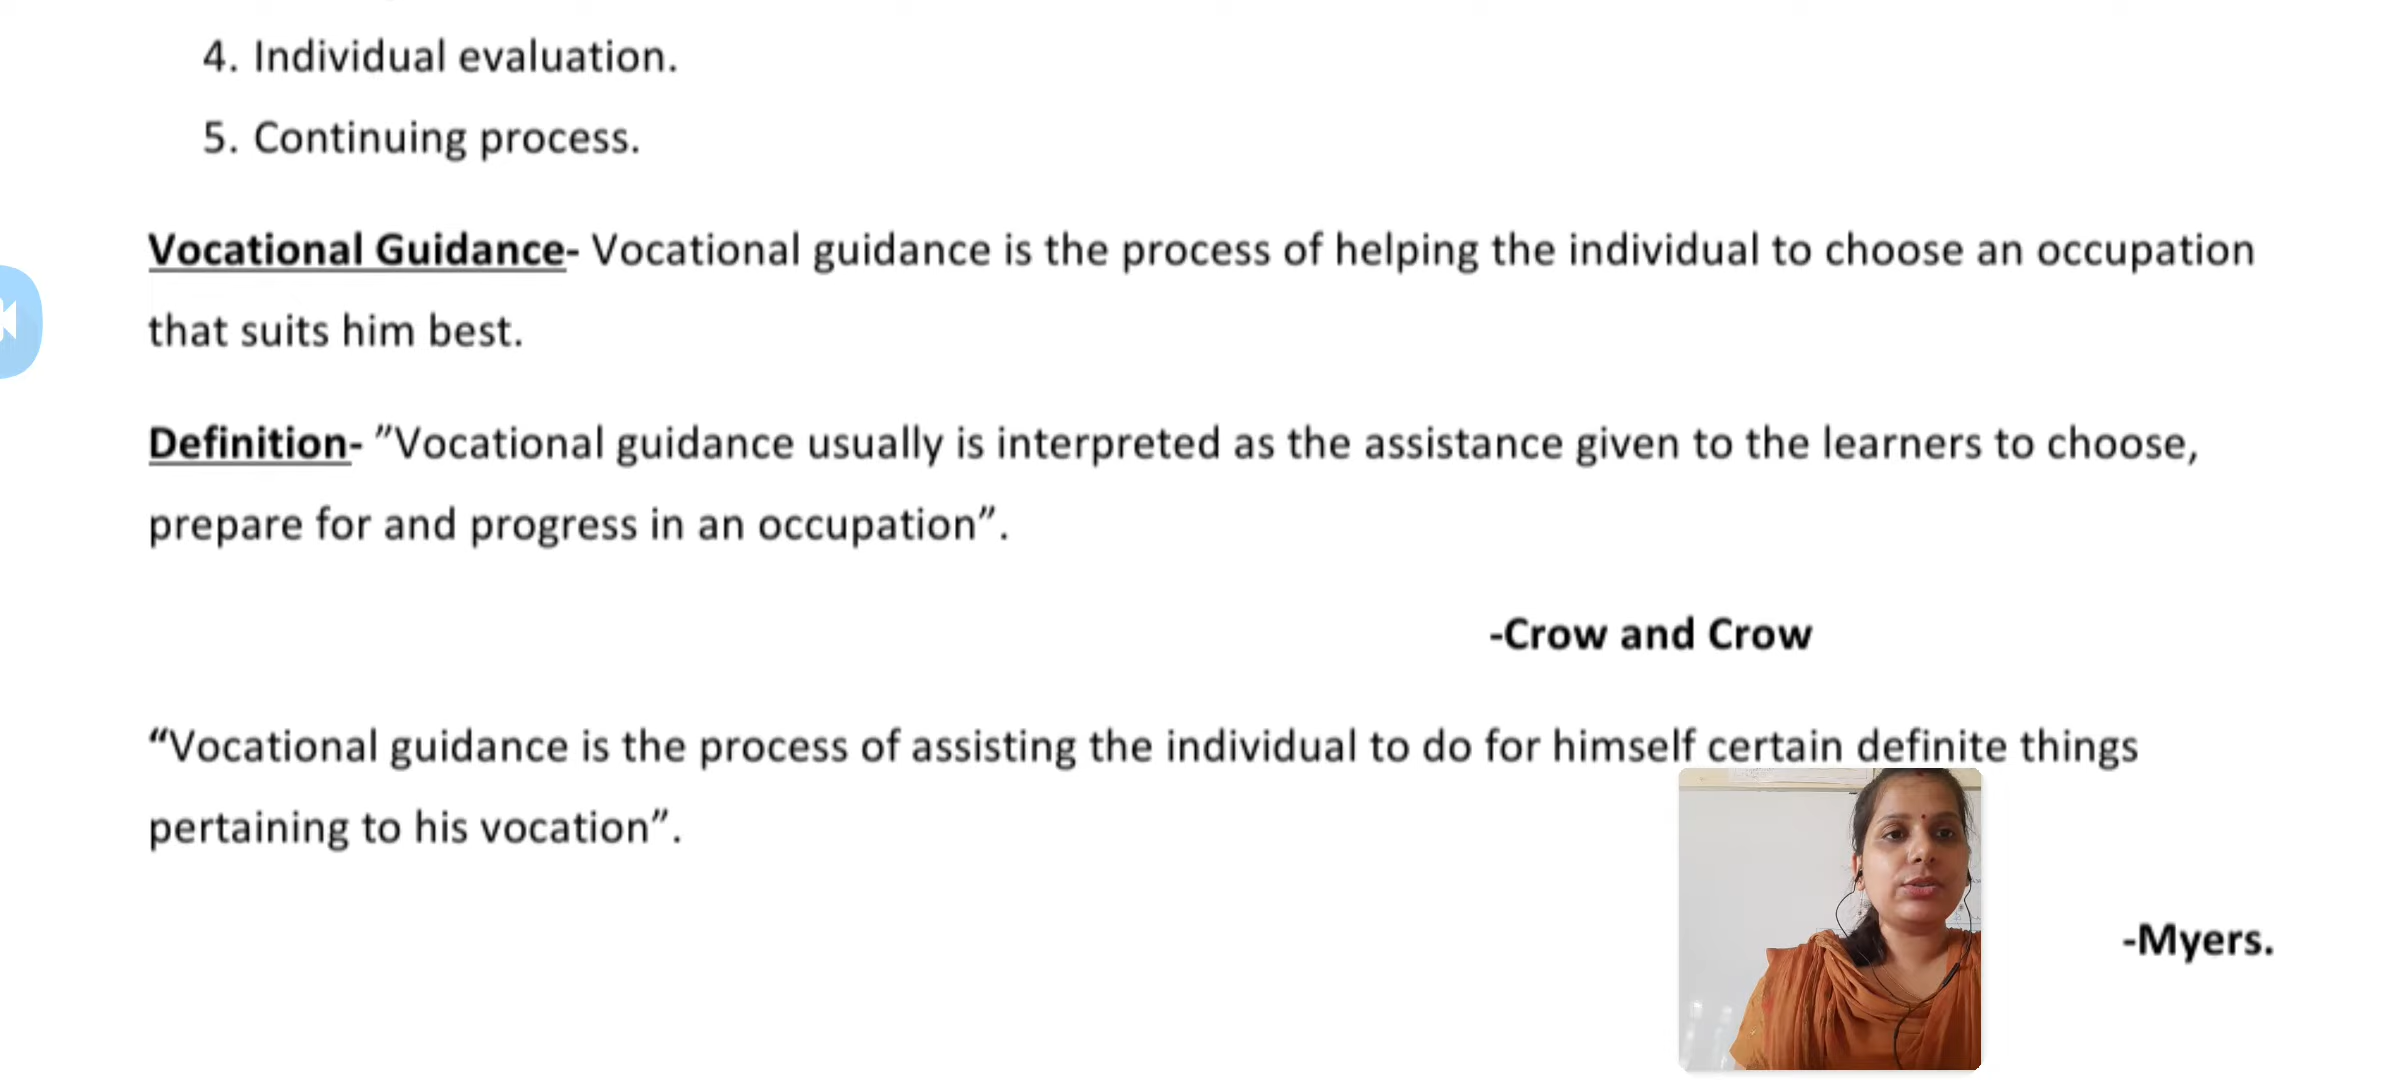 4. Individual evaluation.
5. Continuing process.
Vocational Guidance- Vocational guidance is the process of helping the individual to choose an occupation
that suits him best.
Definition- ”Vocational guidance usually is interpreted as the assistance given to the learners to choose,
prepare for and progress in an occupation”.
-Crow and Crow
“Vocational guidance is the process of assisting the individual to do for himself certain definite things
pertaining to his vocation”.
-Myers.